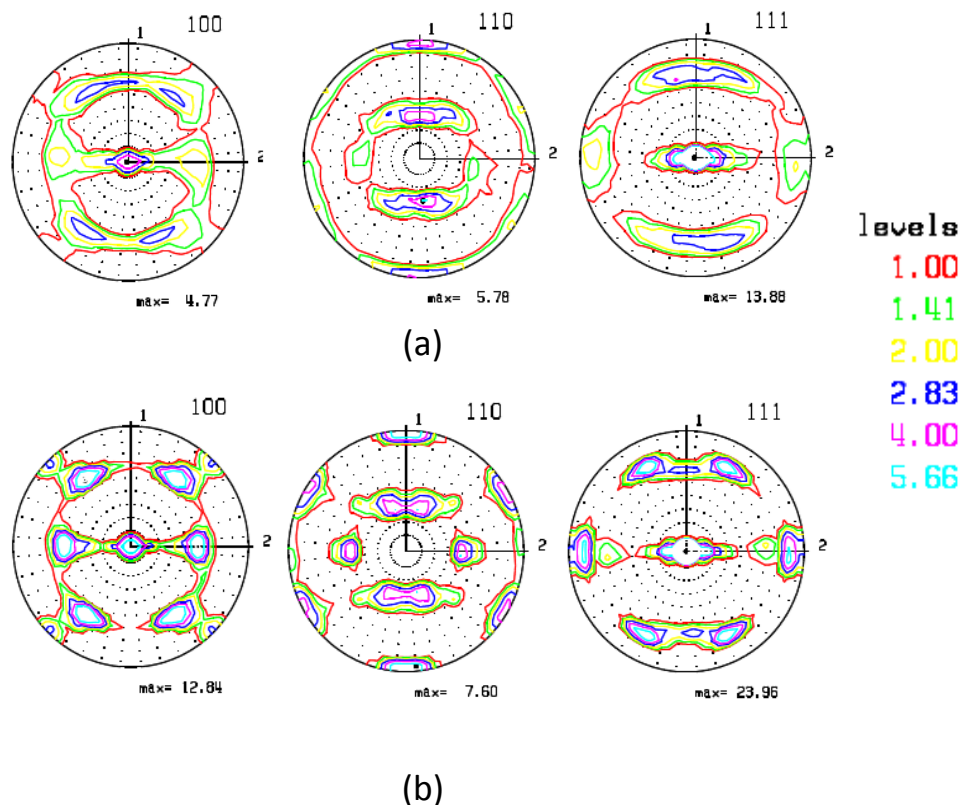 100
1
2
max= 4.77
110
1
2
max= 5.78
111
1
2
max= 13.88
(a)
levels
1.00
1.41
2.00
2.83
4.00
5.66
100
1
2
max= 12.84
110
1
2
max= 7.60
111
1
2
max= 23.96
(b)